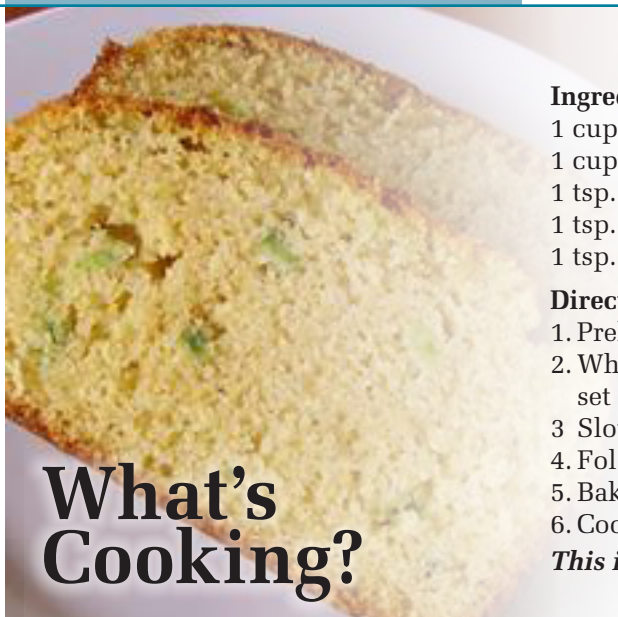 What's
Cooking?
Ingre
1 cup
1 cup
1 tsp.
1 tsp.
1 tsp.
Direc
1. Pre
2. Wh
set
3 Slo
4. Fol
5. Bak
6. Coo
This i